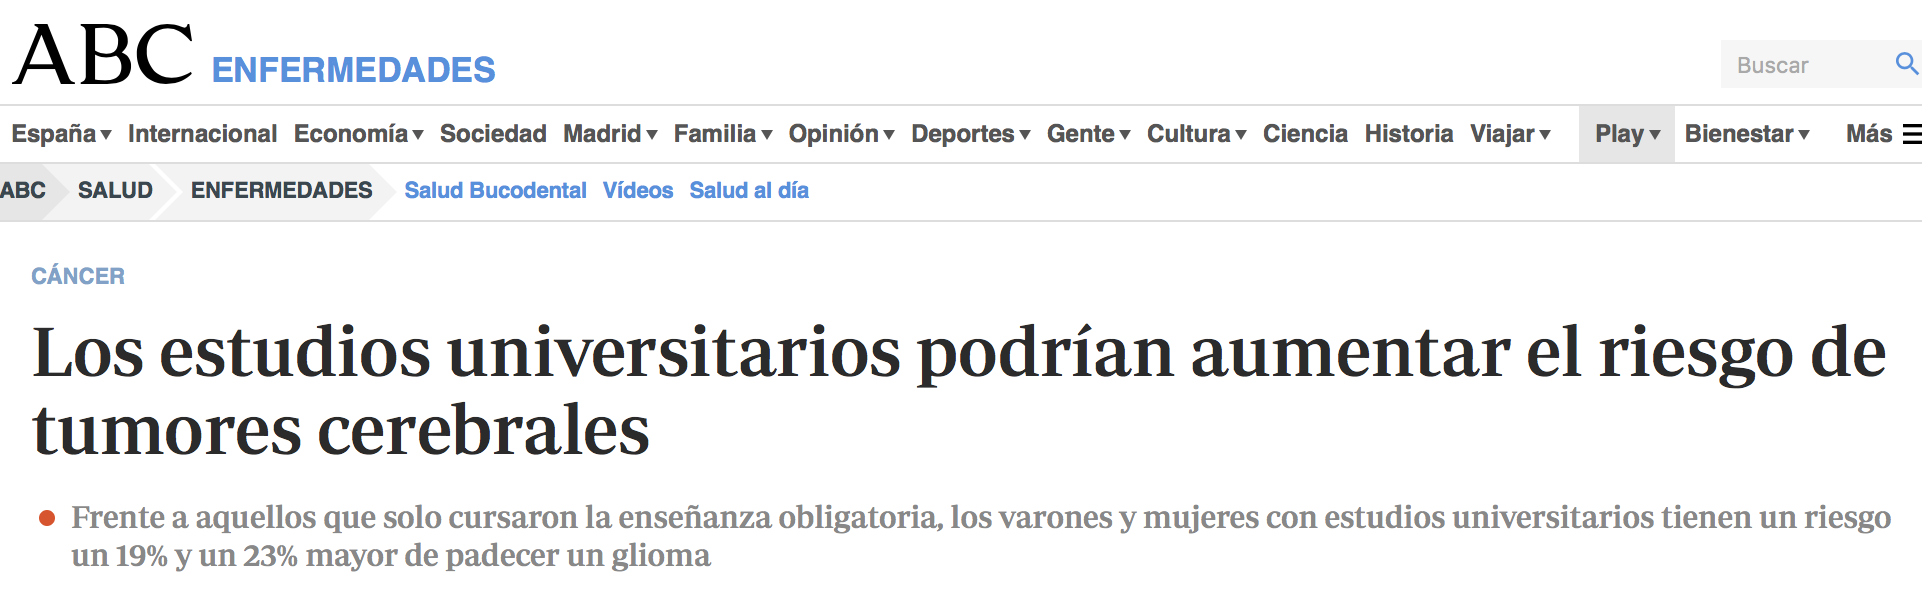 ABC ENFERMEDADES
Buscar
España▾ Internacional Economía▾ Sociedad Madrid▾ Familia▾ Opinión▾ Deportes▾ Gente▾ Cultura▾ Ciencia Historia Viajar▾ Play▾ Bienestar▾ Más
ABC SALUD ENFERMEDADES Salud Bucodental Vídeos Salud al día
CÁNCER
Los estudios universitarios podrían aumentar el riesgo de
tumores cerebrales
Frente a aquellos que solo cursaron la enseñanza obligatoria, los varones y mujeres con estudios universitarios tienen un riesgo
un 19% y un 23% mayor de padecer un glioma